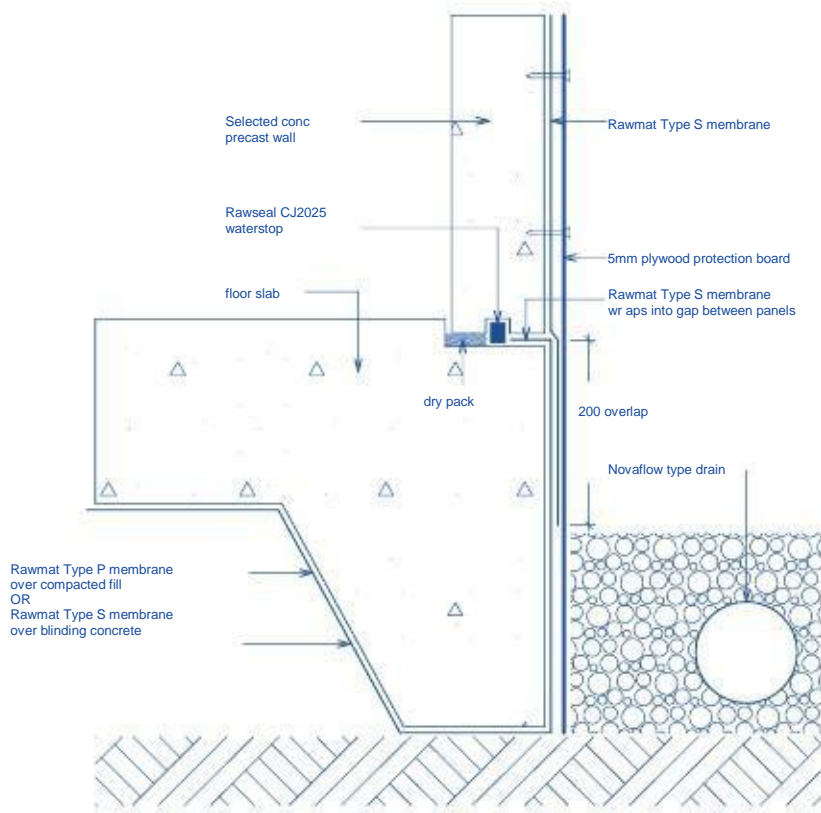 Selected conc
precast wall
Rawmat Type S membrane
Rawseal CJ2025
waterstop
5mm plywood protection board
floor slab
Rawmat Type S membrane
wr aps into gap between panels
dry pack
200 overlap
Novaflow type drain
Rawmat Type P membrane
over compacted fill
OR
Rawmat Type S membrane
over blinding concrete